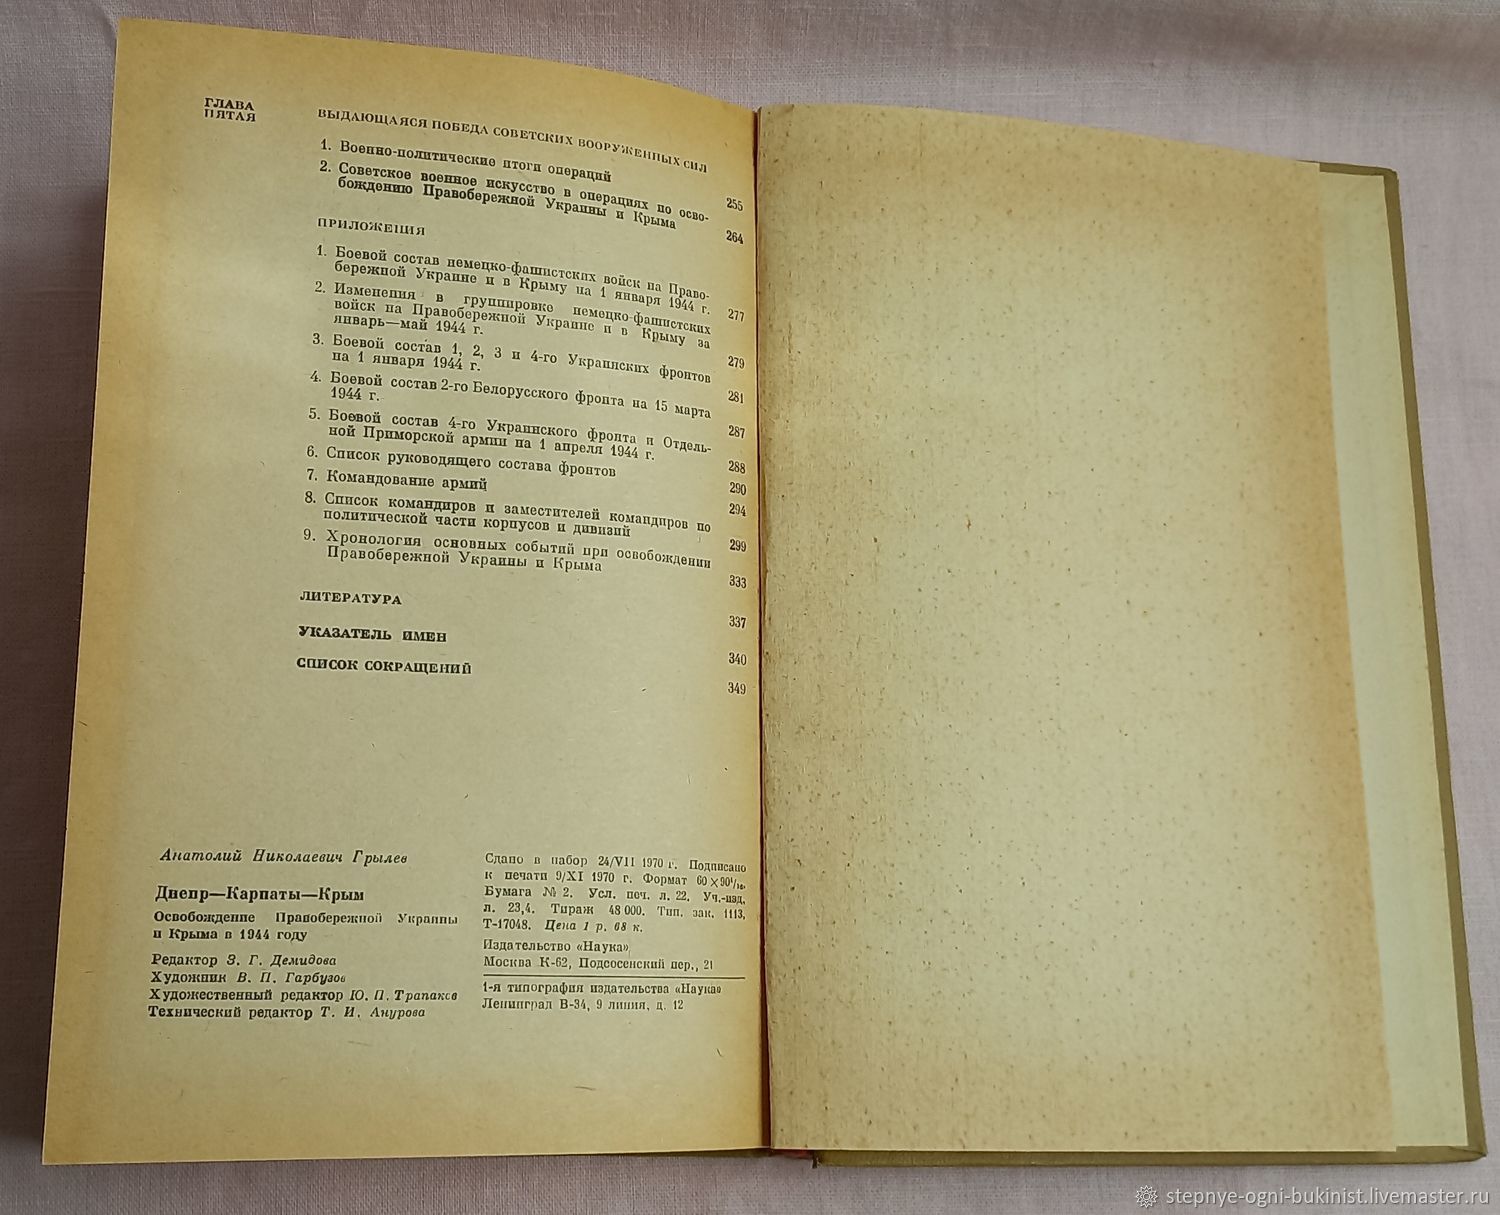 ГЛАВА
ПЯТАЯ
ВЫДАЮЩАЯСЯ ПОБЕДА СОВЕТСКИХ ВООРУЖЕННЫХ СИЛ
1. Военно-политические итоги операций 255
2. Советское военное искусство в операциях по осво-
бождению Правобережной Украины и Крыма 264
ПРИЛОЖЕНИЯ
1. Боевой состав немецко-фашистских войск на Право-
бережной Украине и в Крыму на 1 января 1944 г. 277
2. Изменения в группировке немецко-фашистских
войск на Правобережной Украине и в Крыму за
январь—май 1944 г. 279
3. Боевой состав 1, 2, 3 и 4-го Украинских фронтов
на 1 января 1944 г. 281
4. Боевой состав 2-го Белорусского фронта на 15 марта
1944 г. 287
5. Боевой состав 4-го Украинского фронта и Отдель-
ной Приморской армии на 1 апреля 1944 г. 288
6. Список руководящего состава фронтов 290
7. Командование армий 294
8. Список командиров и заместителей командиров по
политической части корпусов и дивизий 299
9. Хронология основных событий при освобождении
Правобережной Украины и Крыма 333
ЛИТЕРАТУРА 337
УКАЗАТЕЛЬ ИМЕН 340
СПИСОК СОКРАЩЕНИЙ 349
Анатолий Николаевич Грылев
Днепр—Карпаты—Крым
Освобождение Правобережной Украины
и Крыма в 1944 году
Редактор З. Г. Демидова
Художник В. П. Гарбузов
Художественный редактор Ю. П. Трапаков
Технический редактор Т. И. Анурова
Сдано в набор 24/VII 1970 г. Подписано
к печати 9/XI 1970 г. Формат 60×90¹/₁₆.
Бумага № 2. Усл. печ. л. 22. Уч.-изд.
л. 23,4. Тираж 48 000. Тип. зак. 1113.
Т-17048. Цена 1 р. 68 к.
Издательство «Наука».
Москва К-62, Подсосенский пер., 21
1-я типография издательства «Наука»
Ленинград В-34, 9 линия, д. 12
stepnye-ogni-bukinist.livemaster.ru